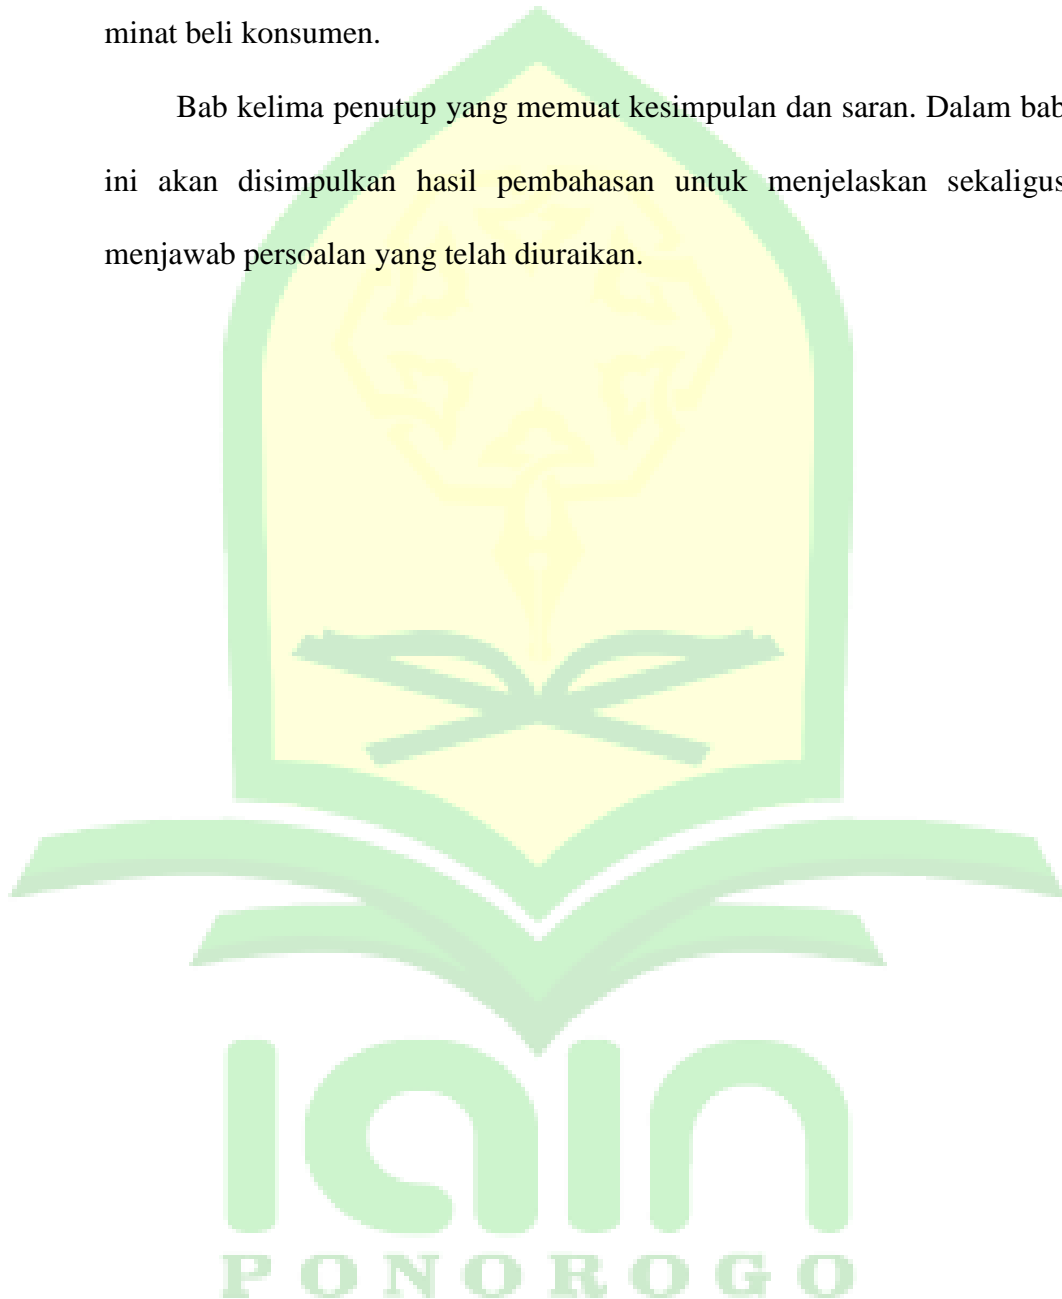 minat beli konsumen.
Bab kelima penutup yang memuat kesimpulan dan saran. Dalam bab
ini akan disimpulkan hasil pembahasan untuk menjelaskan sekaligus
menjawab persoalan yang telah diuraikan.
iain
PONOROGO